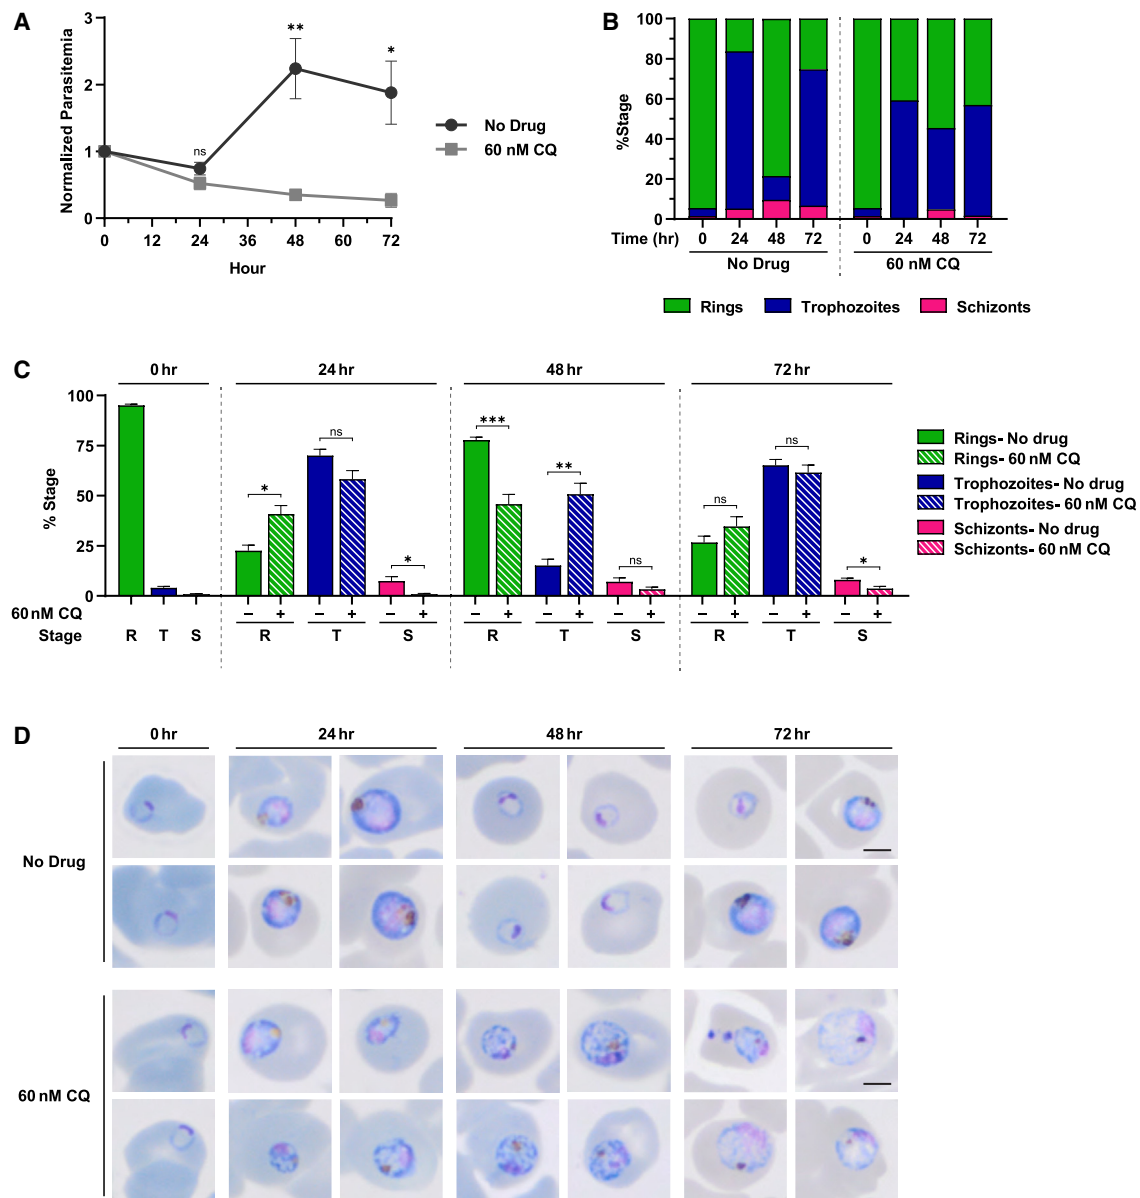 A
3
2
1
0
Normalized Parasitemia
**
*
ns
0 12 24 36 48 60 72
Hour
No Drug
60 nM CQ
B
100
80
60
40
20
0
%Stage
Time (hr) 0 24 48 72 0 24 48 72
No Drug 60 nM CQ
Rings Trophozoites Schizonts
C
0 hr 24 hr 48 hr 72 hr
100
75
50
25
0
% Stage
* ns * *** ** ns ns ns *
Rings- No drug
Rings- 60 nM CQ
Trophozoites- No drug
Trophozoites- 60 nM CQ
Schizonts- No drug
Schizonts- 60 nM CQ
60 nM CQ − + − + − + − + − + − + − + − + − +
Stage R T S R T S R T S R T S
D
0 hr 24 hr 48 hr 72 hr
No Drug
60 nM CQ